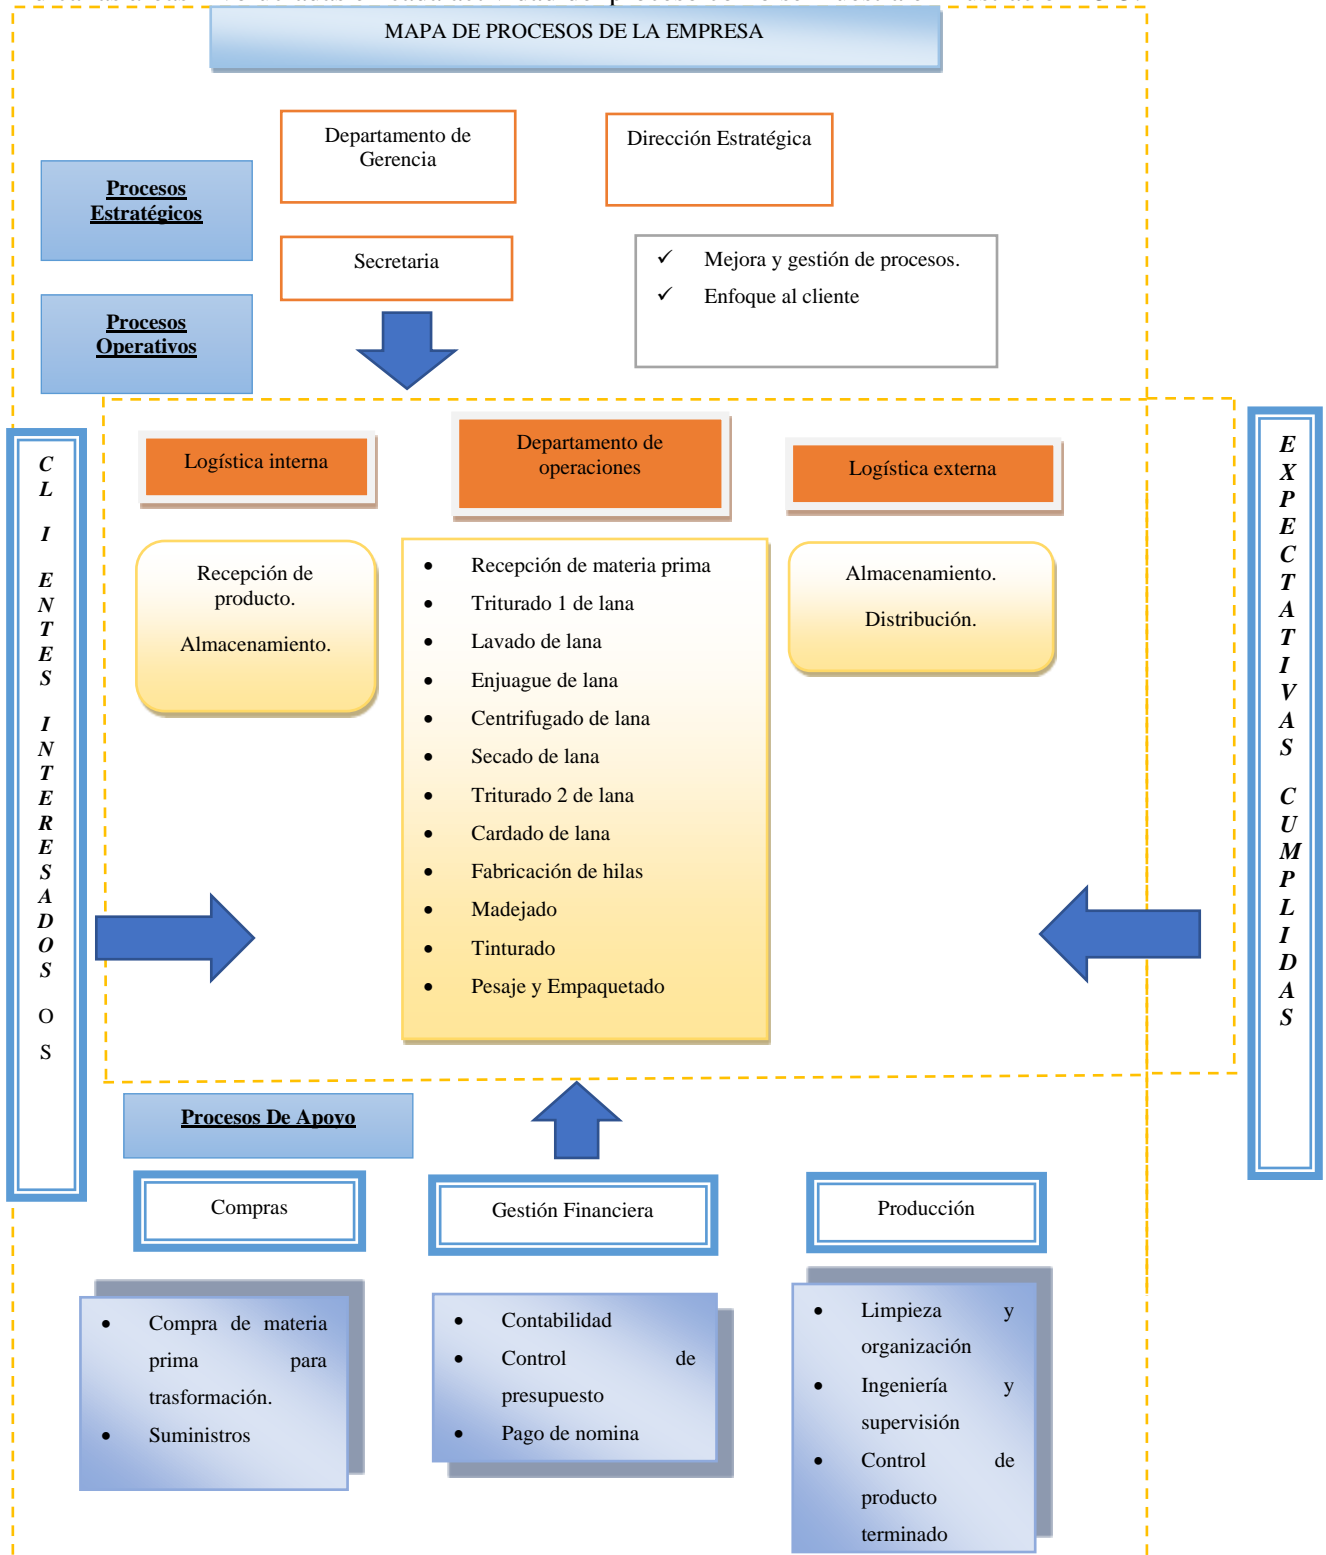 MAPA DE PROCESOS DE LA EMPRESA
Departamento de
Gerencia
Dirección Estratégica
Procesos
Estratégicos
Secretaria
✓ Mejora y gestión de procesos.
✓ Enfoque al cliente
Procesos
Operativos
C
L
I
E
N
T
E
S
I
N
T
E
R
E
S
A
D
O
S
O
S
Logística interna
Departamento de
operaciones
Logística externa
Recepción de
producto.
Almacenamiento.
• Recepción de materia prima
• Triturado 1 de lana
• Lavado de lana
• Enjuague de lana
• Centrifugado de lana
• Secado de lana
• Triturado 2 de lana
• Cardado de lana
• Fabricación de hilas
• Madejado
• Tinturado
• Pesaje y Empaquetado
Almacenamiento.
Distribución.
E
X
P
E
C
T
A
T
I
V
A
S
C
U
M
P
L
I
D
A
S
Procesos De Apoyo
Compras
Gestión Financiera
Producción
• Compra de materia
prima para
trasformación.
• Suministros
• Contabilidad
• Control de
presupuesto
• Pago de nomina
• Limpieza y
organización
• Ingeniería y
supervisión
• Control de
producto
terminado